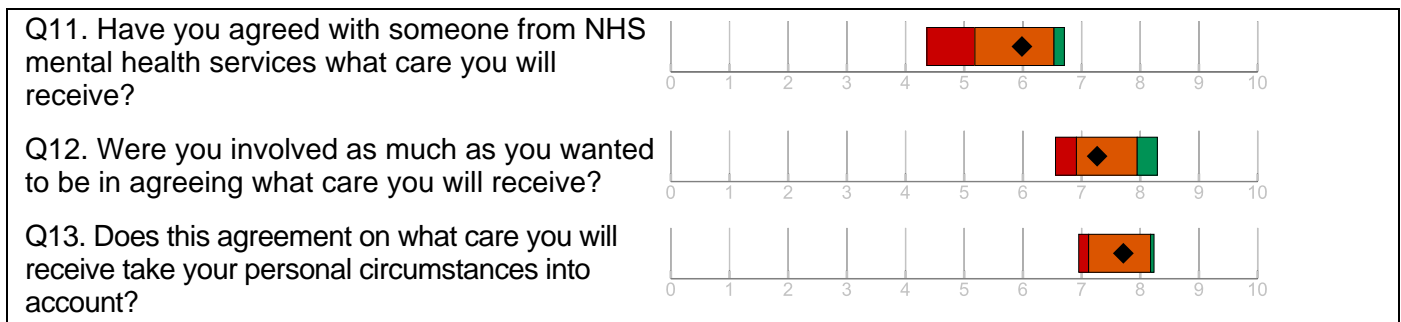 Q11. Have you agreed with someone from NHS
mental health services what care you will
receive?
0 1 2 3 4 5 6 7 8 9 10
Q12. Were you involved as much as you wanted
to be in agreeing what care you will receive?
0 1 2 3 4 5 6 7 8 9 10
Q13. Does this agreement on what care you will
receive take your personal circumstances into
account?
0 1 2 3 4 5 6 7 8 9 10